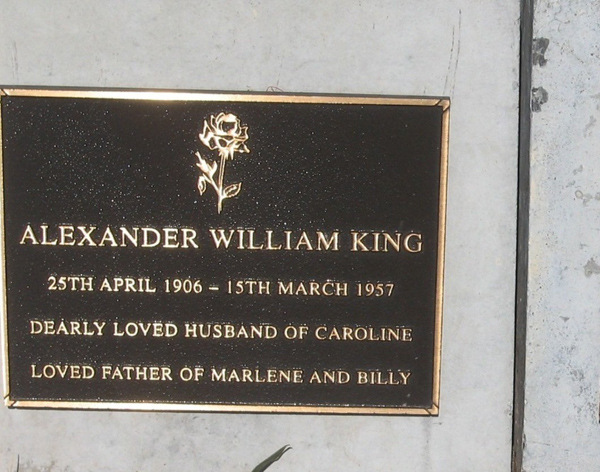 ALEXANDER WILLIAM KING
25TH APRIL 1906 - 15TH MARCH 1957
DEARLY LOVED HUSBAND OF CAROLINE
LOVED FATHER OF MARLENE AND BILLY